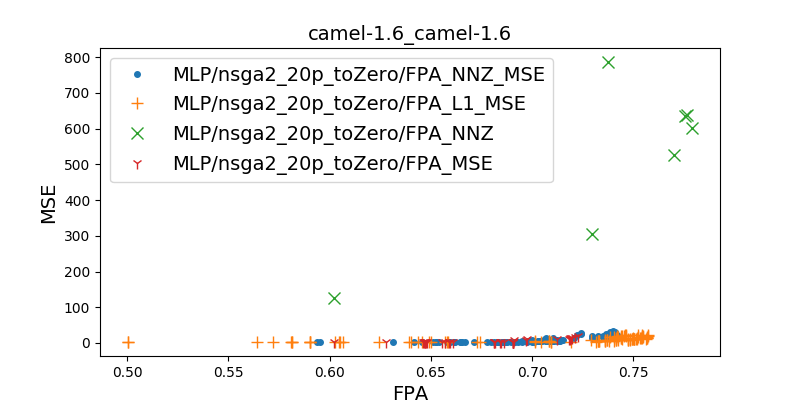 camel-1.6_camel-1.6
MLP/nsga2_20p_toZero/FPA_NNZ_MSE
MLP/nsga2_20p_toZero/FPA_L1_MSE
MLP/nsga2_20p_toZero/FPA_NNZ
MLP/nsga2_20p_toZero/FPA_MSE
MSE
800
700
600
500
400
300
200
100
0
0.50 0.55 0.60 0.65 0.70 0.75
FPA